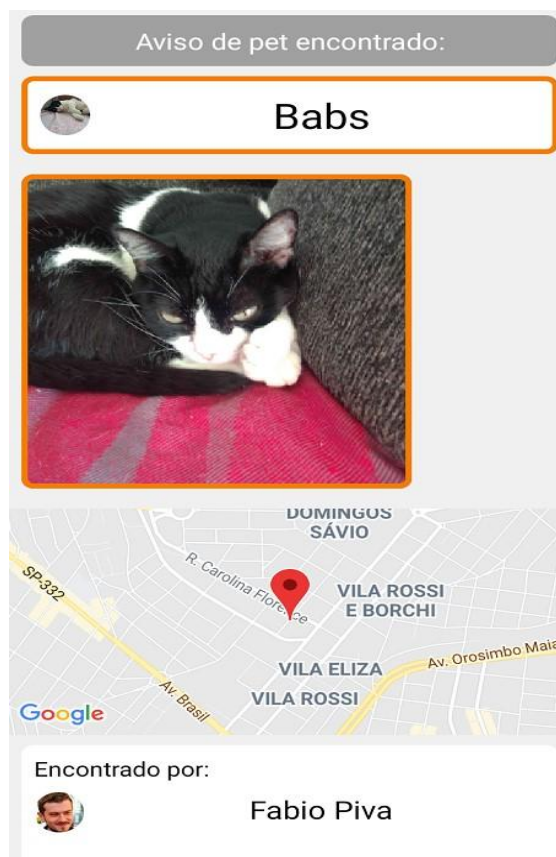 Aviso de pet encontrado:
Babs
DOMINGOS
SÁVIO
R. Carolina Florence
SP-332
VILA ROSSI
E BORCHI
VILA ELIZA
Av. Orosimbo Maia
VILA ROSSI
Av. Brasil
Google
Encontrado por:
Fabio Piva